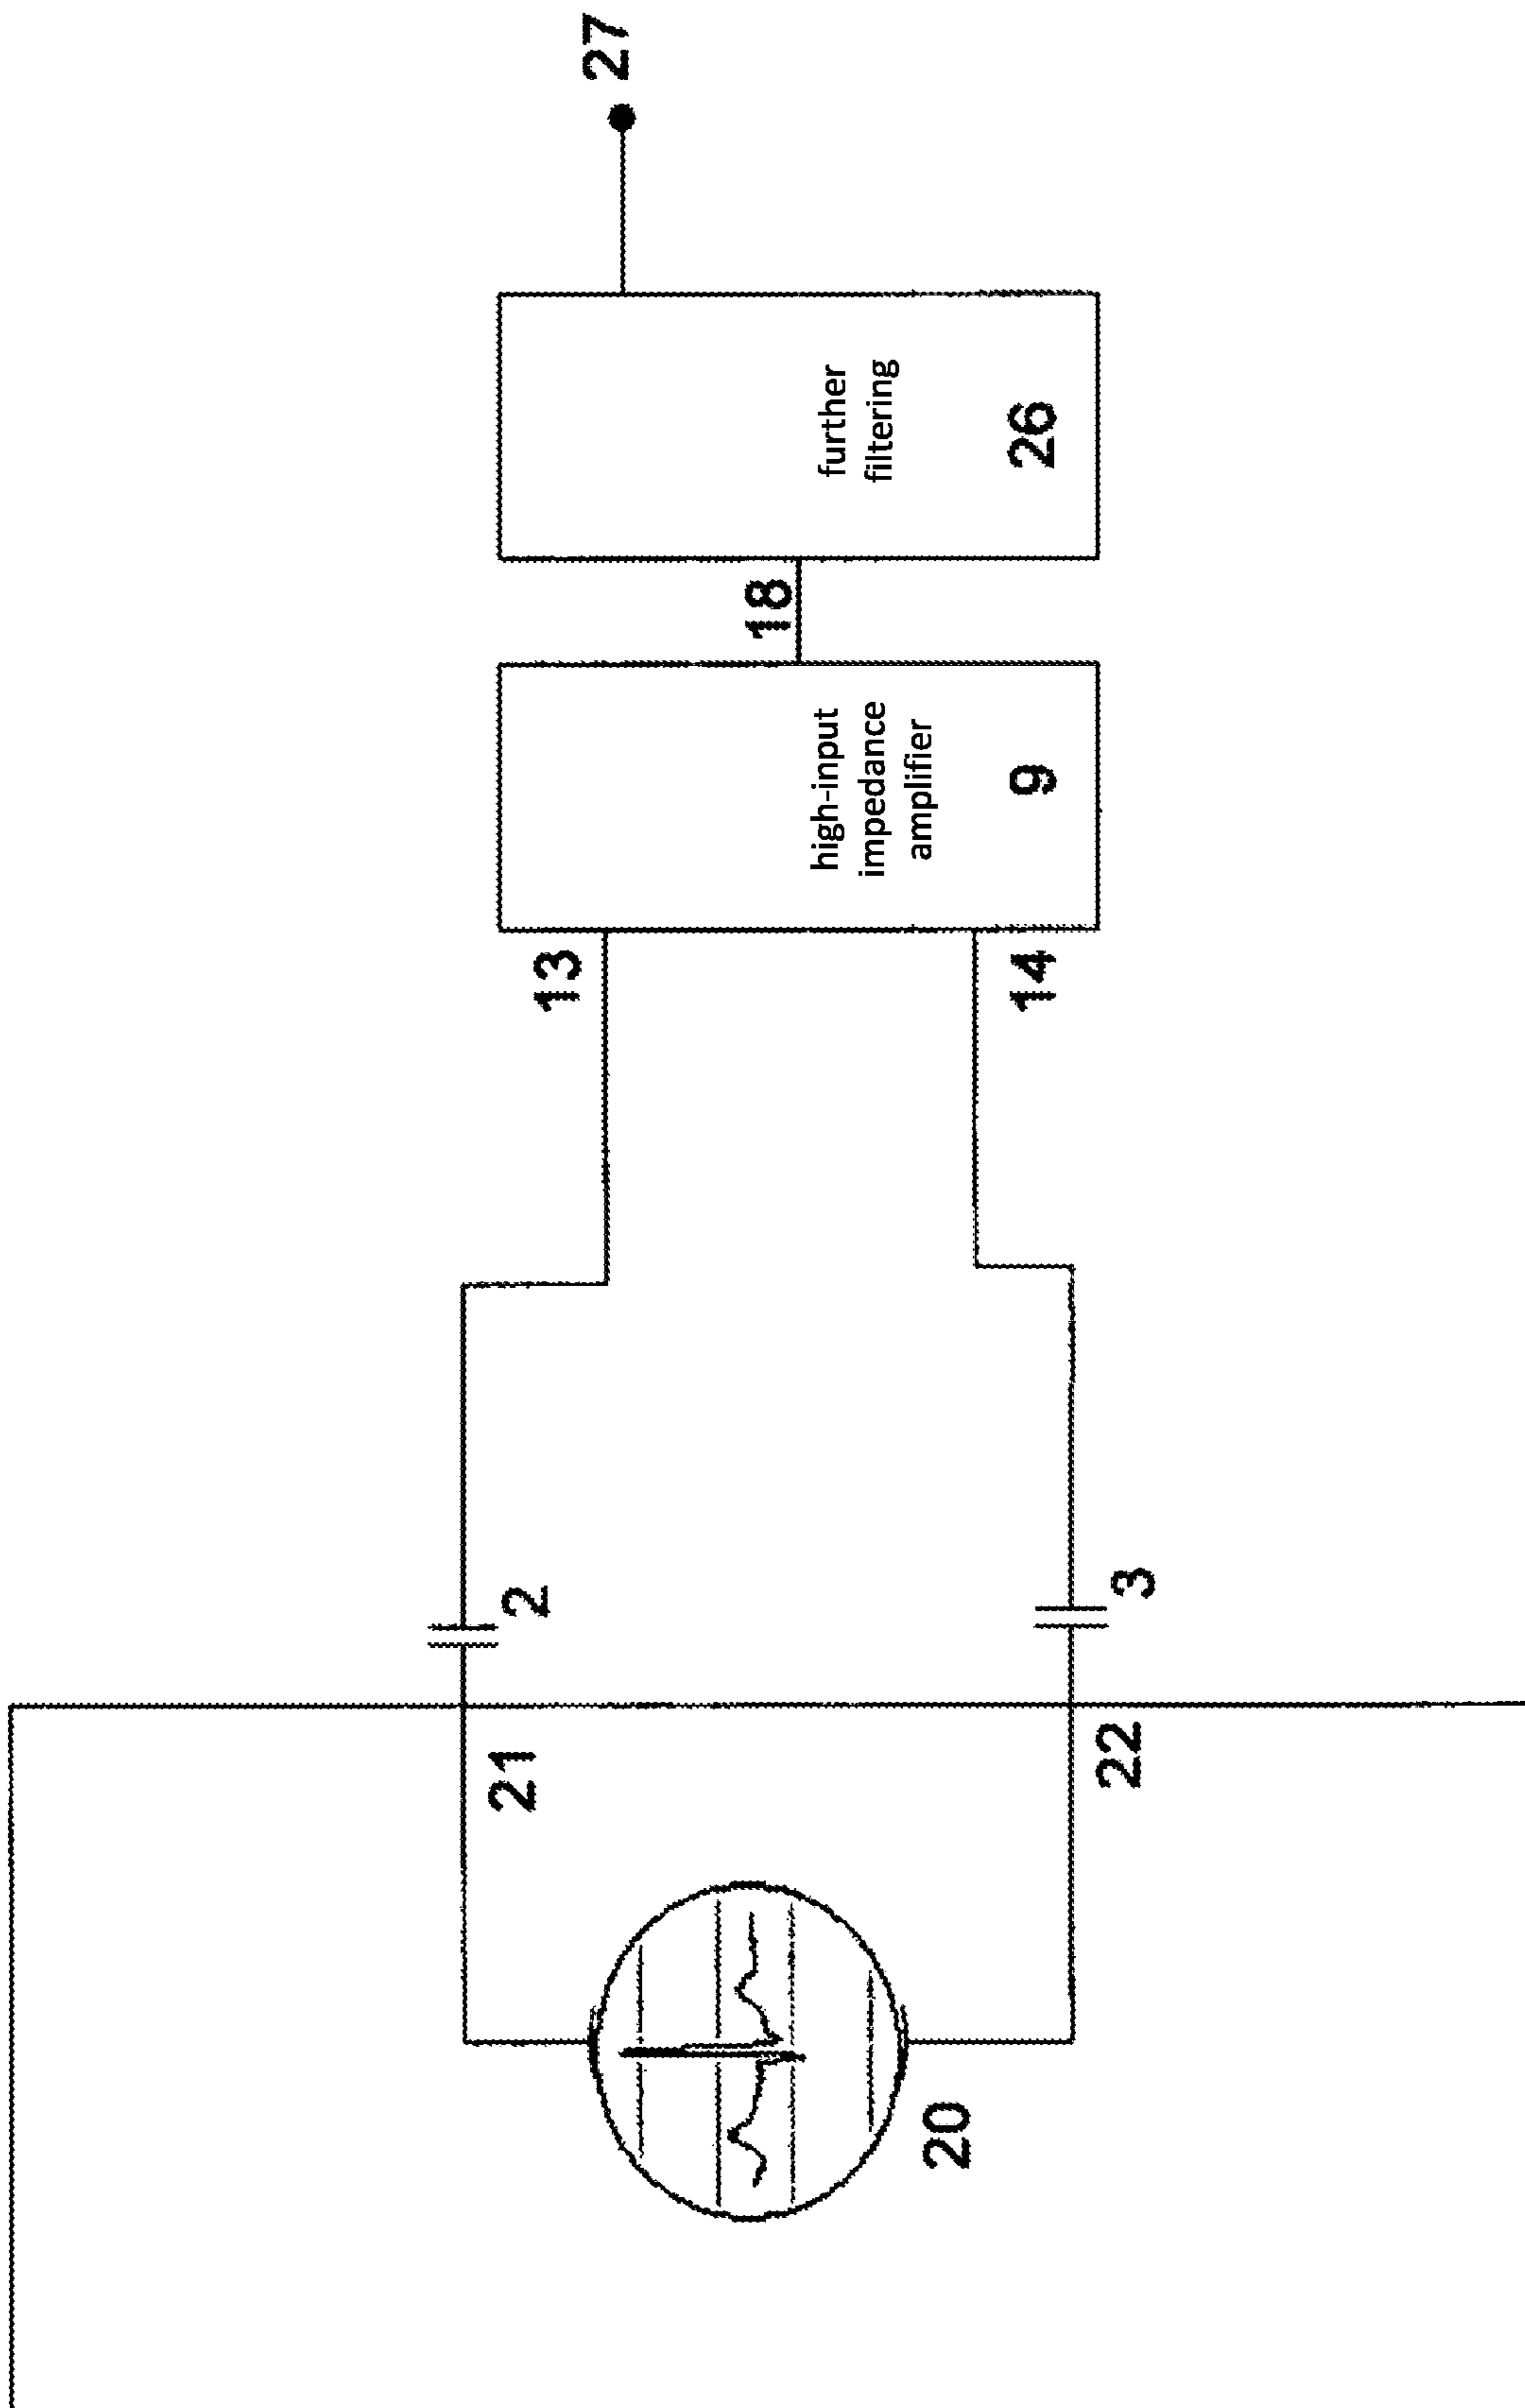 27
further
filtering
26
18
high-input
impedance
amplifier
9
13
14
2
3
21
22
20